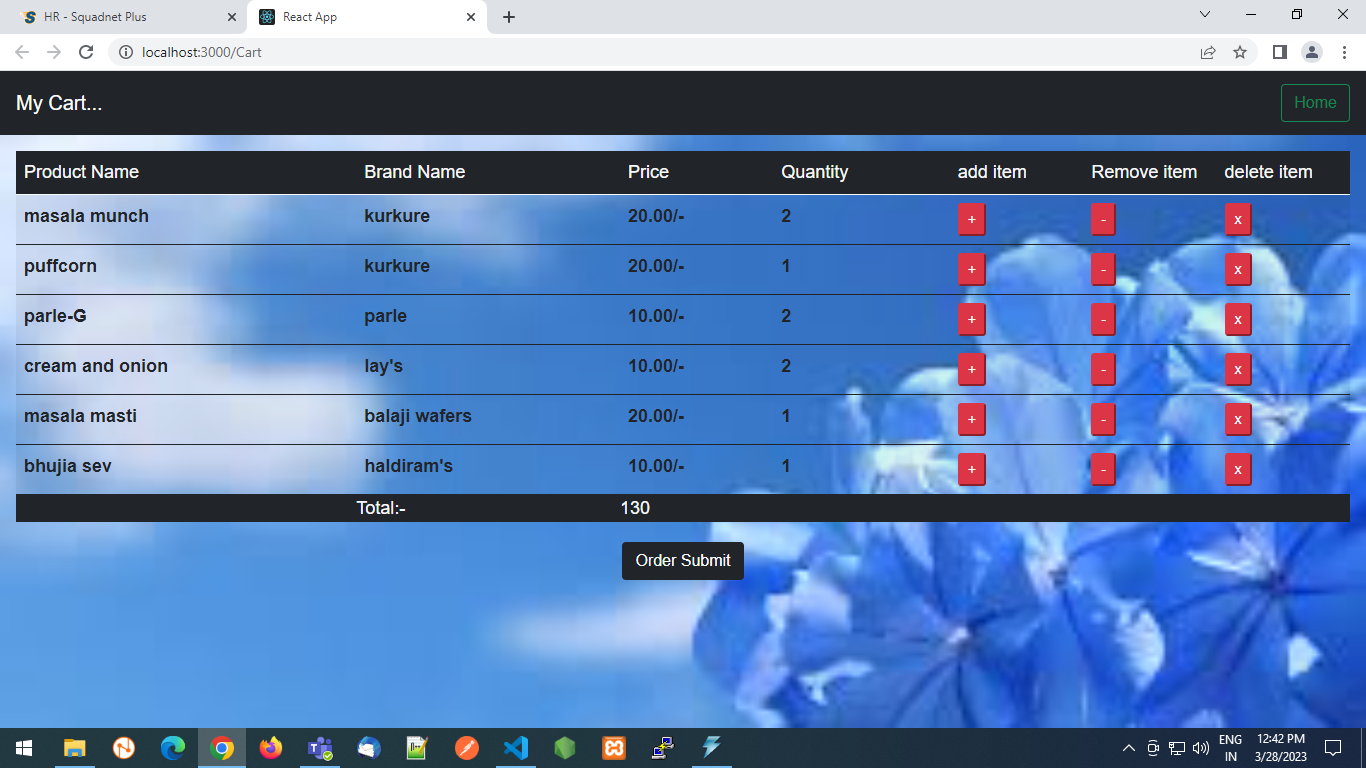 HR - Squadnet Plus
React App
localhost:3000/Cart
My Cart...
Home
Product Name Brand Name Price Quantity add item Remove item delete item
masala munch kurkure 20.00/- 2 + - x
puffcorn kurkure 20.00/- 1 + - x
parle-G parle 10.00/- 2 + - x
cream and onion lay's 10.00/- 2 + - x
masala masti balaji wafers 20.00/- 1 + - x
bhujia sev haldiram's 10.00/- 1 + - x
Total:- 130
Order Submit
ENG 12:42 PM
IN 3/28/2023